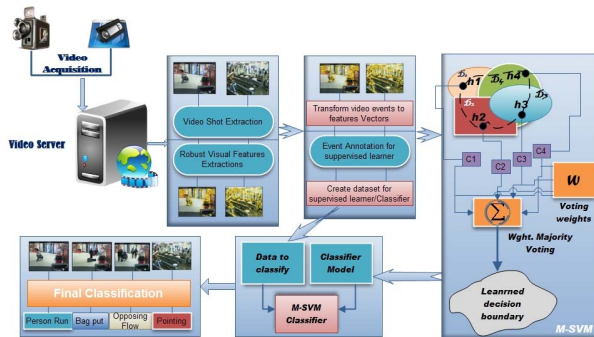 Video
Acquisition
Video Server
Video Shot Extraction
Robust Visual Features
Extractions
Transform video events to
features Vectors
Event Annotation for
suppervised learner
Create dataset for
supervised learner/Classifier
h1
h4
h2
h3
C1
C2
C3
C4
W
Voting
weights
Σ
Wght. Majority
Voting
Leanrned
decision
boundary
M-SVM
Data to
classify
Classifier
Model
M-SVM
Classifier
Final Classification
Person Run
Bag put
Opposing
Flow
Pointing